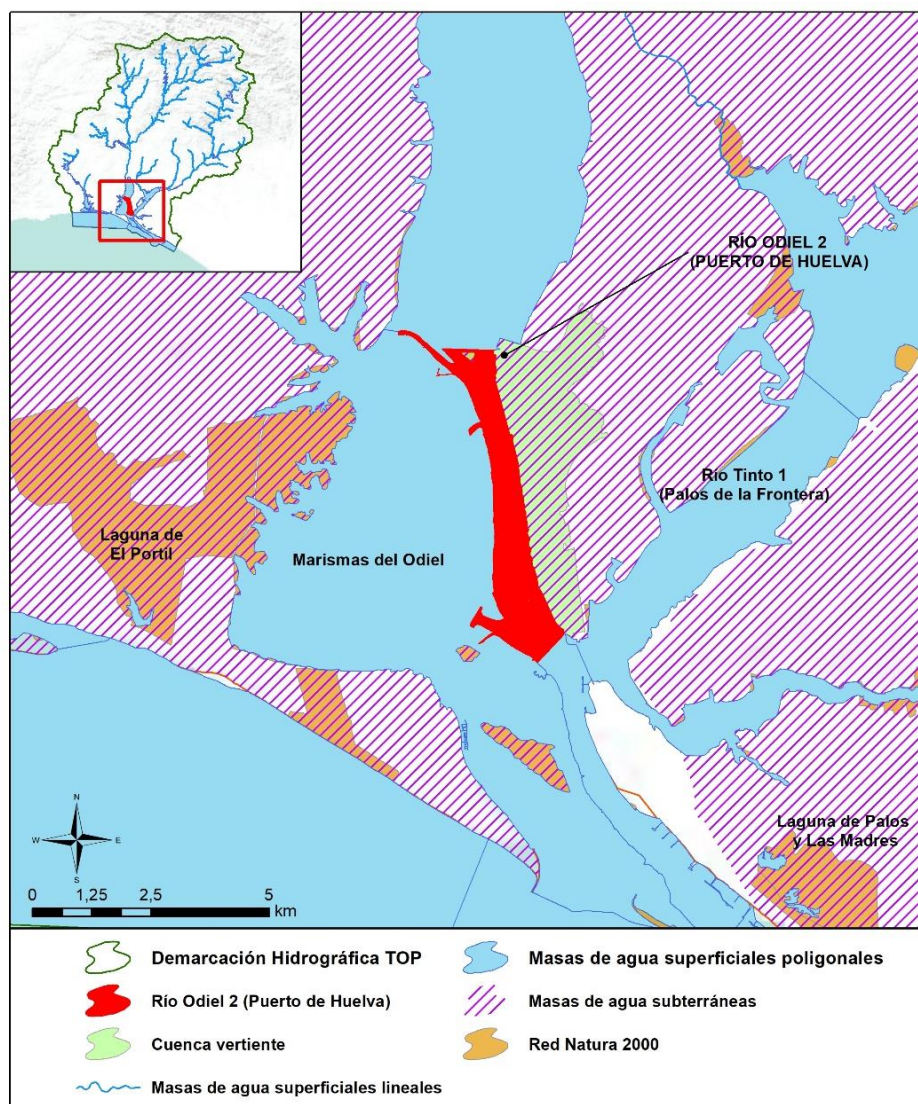 RÍO ODIEL 2
(PUERTO DE HUELVA)
Río Tinto 1
(Palos de la Frontera)
Laguna de
El Portil
Marismas del Odiel
Laguna de Palos
y Las Madres
N
W E
S
0 1,25 2,5 5
km
Demarcación Hidrográfica TOP
Masas de agua superficiales poligonales
Río Odiel 2 (Puerto de Huelva)
Masas de agua subterráneas
Cuenca vertiente
Red Natura 2000
Masas de agua superficiales lineales